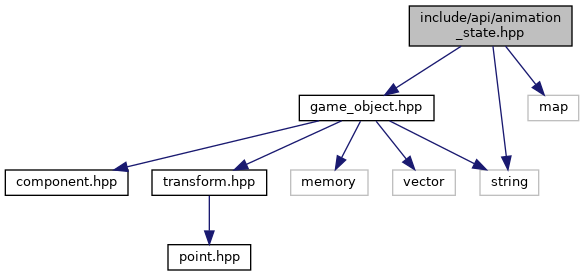 include/api/animation
_state.hpp
game_object.hpp
map
component.hpp
transform.hpp
memory
vector
string
point.hpp